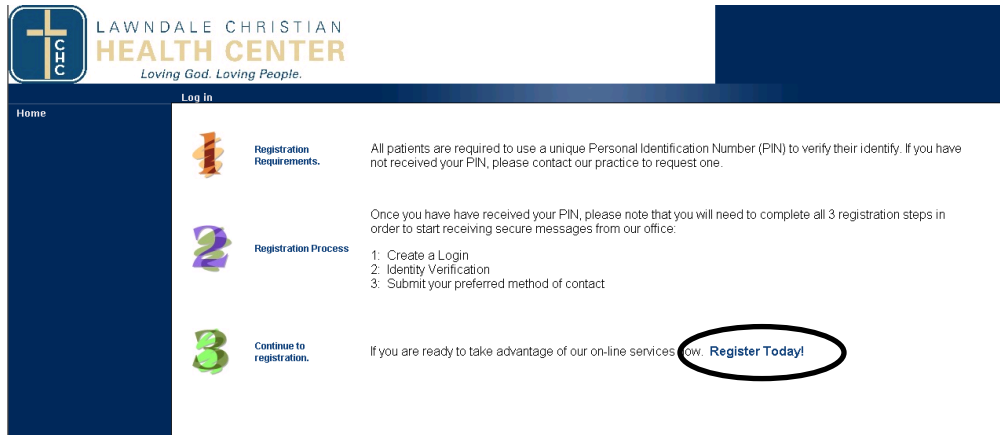 LAWNDALE CHRISTIAN
HEALTH CENTER
Loving God. Loving People.
C
H
C
Log in
Home
1
Registration
Requirements.
All patients are required to use a unique Personal Identification Number (PIN) to verify their identify. If you have
not received your PIN, please contact our practice to request one.
2
Registration Process
Once you have have received your PIN, please note that you will need to complete all 3 registration steps in
order to start receiving secure messages from our office:
1: Create a Login
2: Identity Verification
3: Submit your preferred method of contact
3
Continue to
registration.
If you are ready to take advantage of our on-line services now. Register Today!